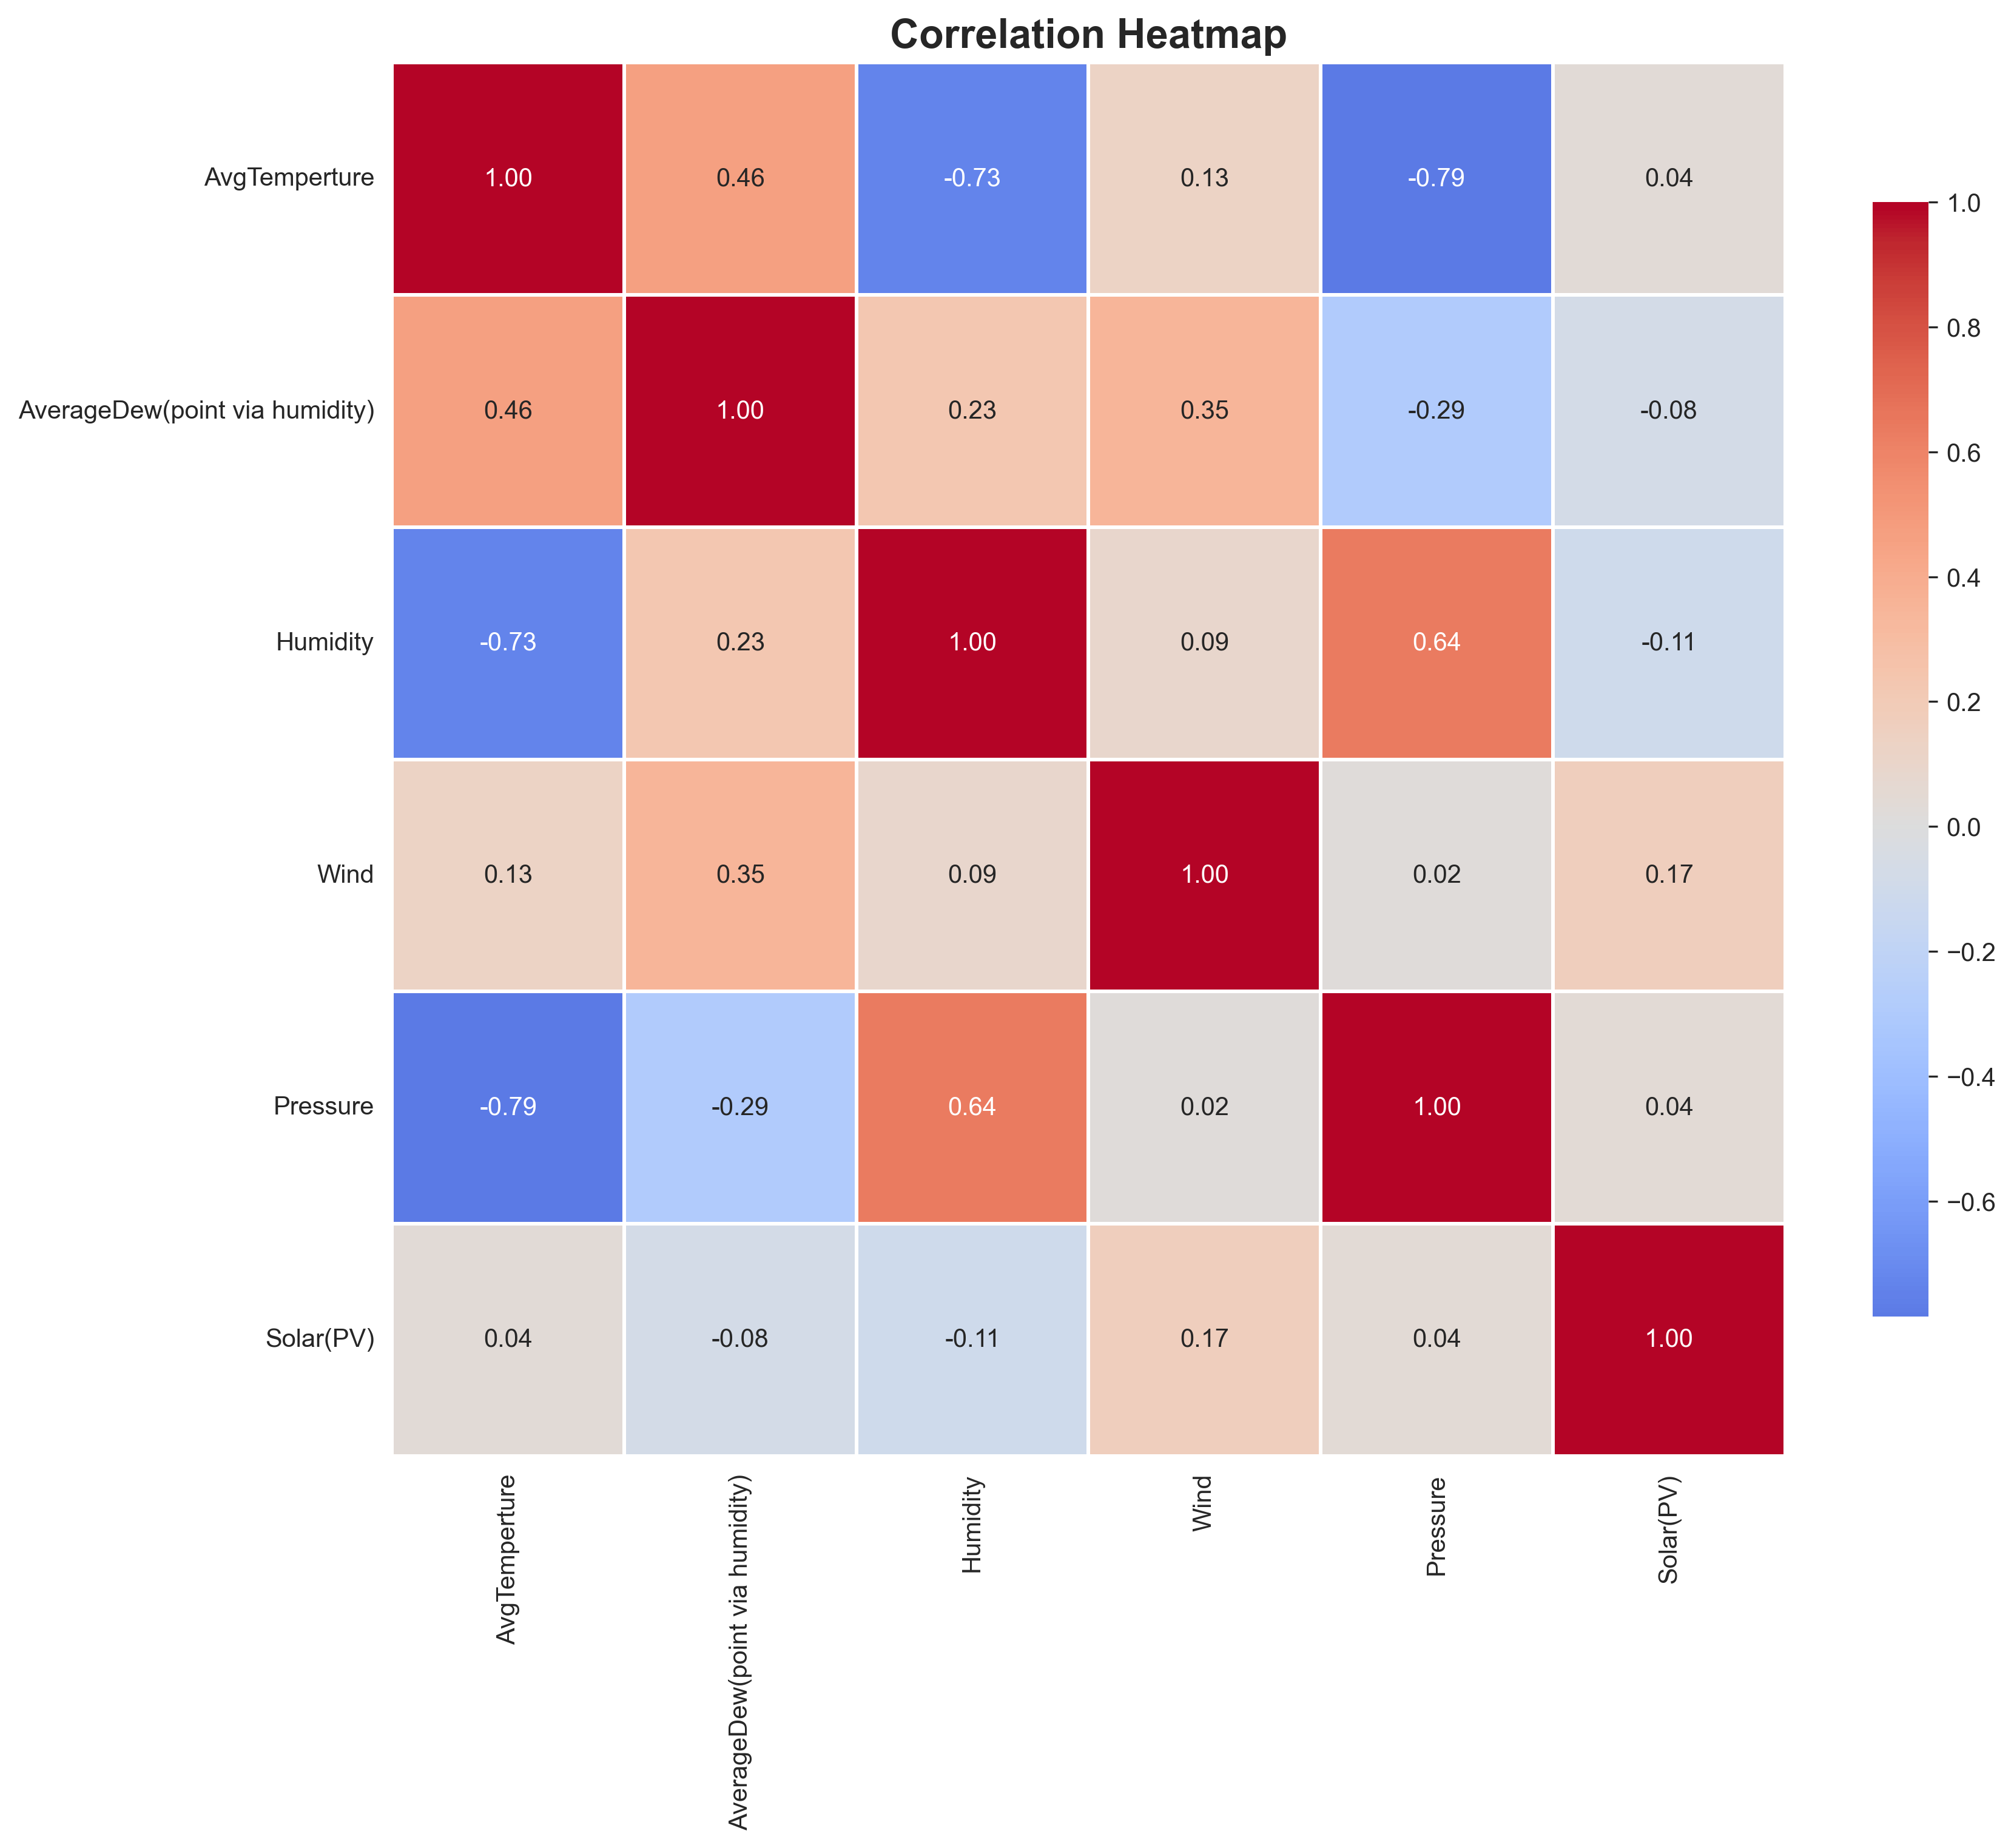 Correlation Heatmap
AvgTemperture 1.00 0.46 -0.73 0.13 -0.79 0.04
AverageDew(point via humidity) 0.46 1.00 0.23 0.35 -0.29 -0.08
Humidity -0.73 0.23 1.00 0.09 0.64 -0.11
Wind 0.13 0.35 0.09 1.00 0.02 0.17
Pressure -0.79 -0.29 0.64 0.02 1.00 0.04
Solar(PV) 0.04 -0.08 -0.11 0.17 0.04 1.00
AvgTemperture
AverageDew(point via humidity)
Humidity
Wind
Pressure
Solar(PV)
1.0
0.8
0.6
0.4
0.2
0.0
−0.2
−0.4
−0.6